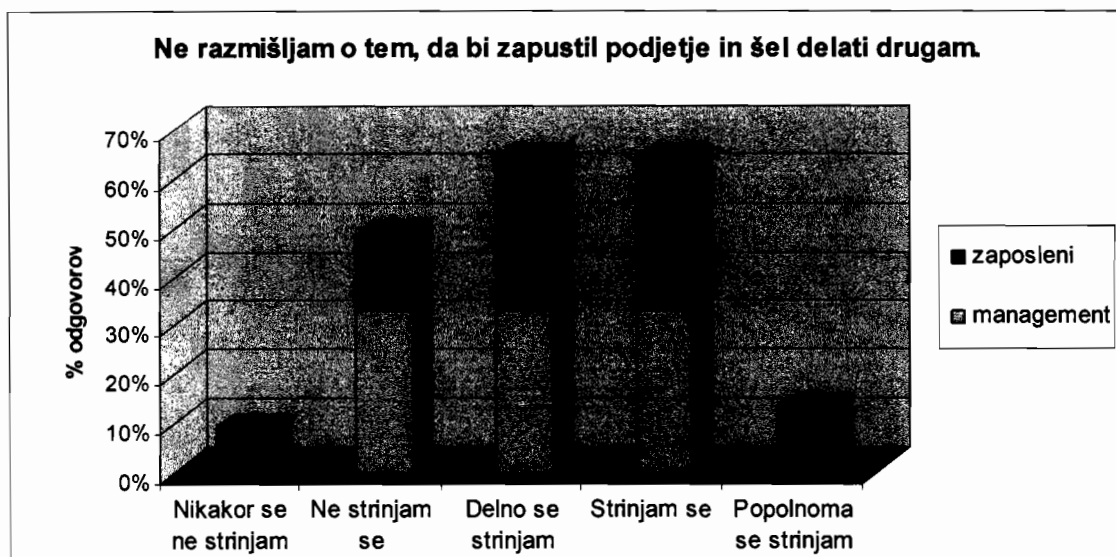 Ne razmišljam o tem, da bi zapustil podjetje in šel delati drugam.
% odgovorov
70%
60%
50%
40%
30%
20%
10%
0%
Nikakor se
ne strinjam
Ne strinjam
se
Delno se
strinjam
Strinjam se
Popolnoma
se strinjam
zaposleni
management